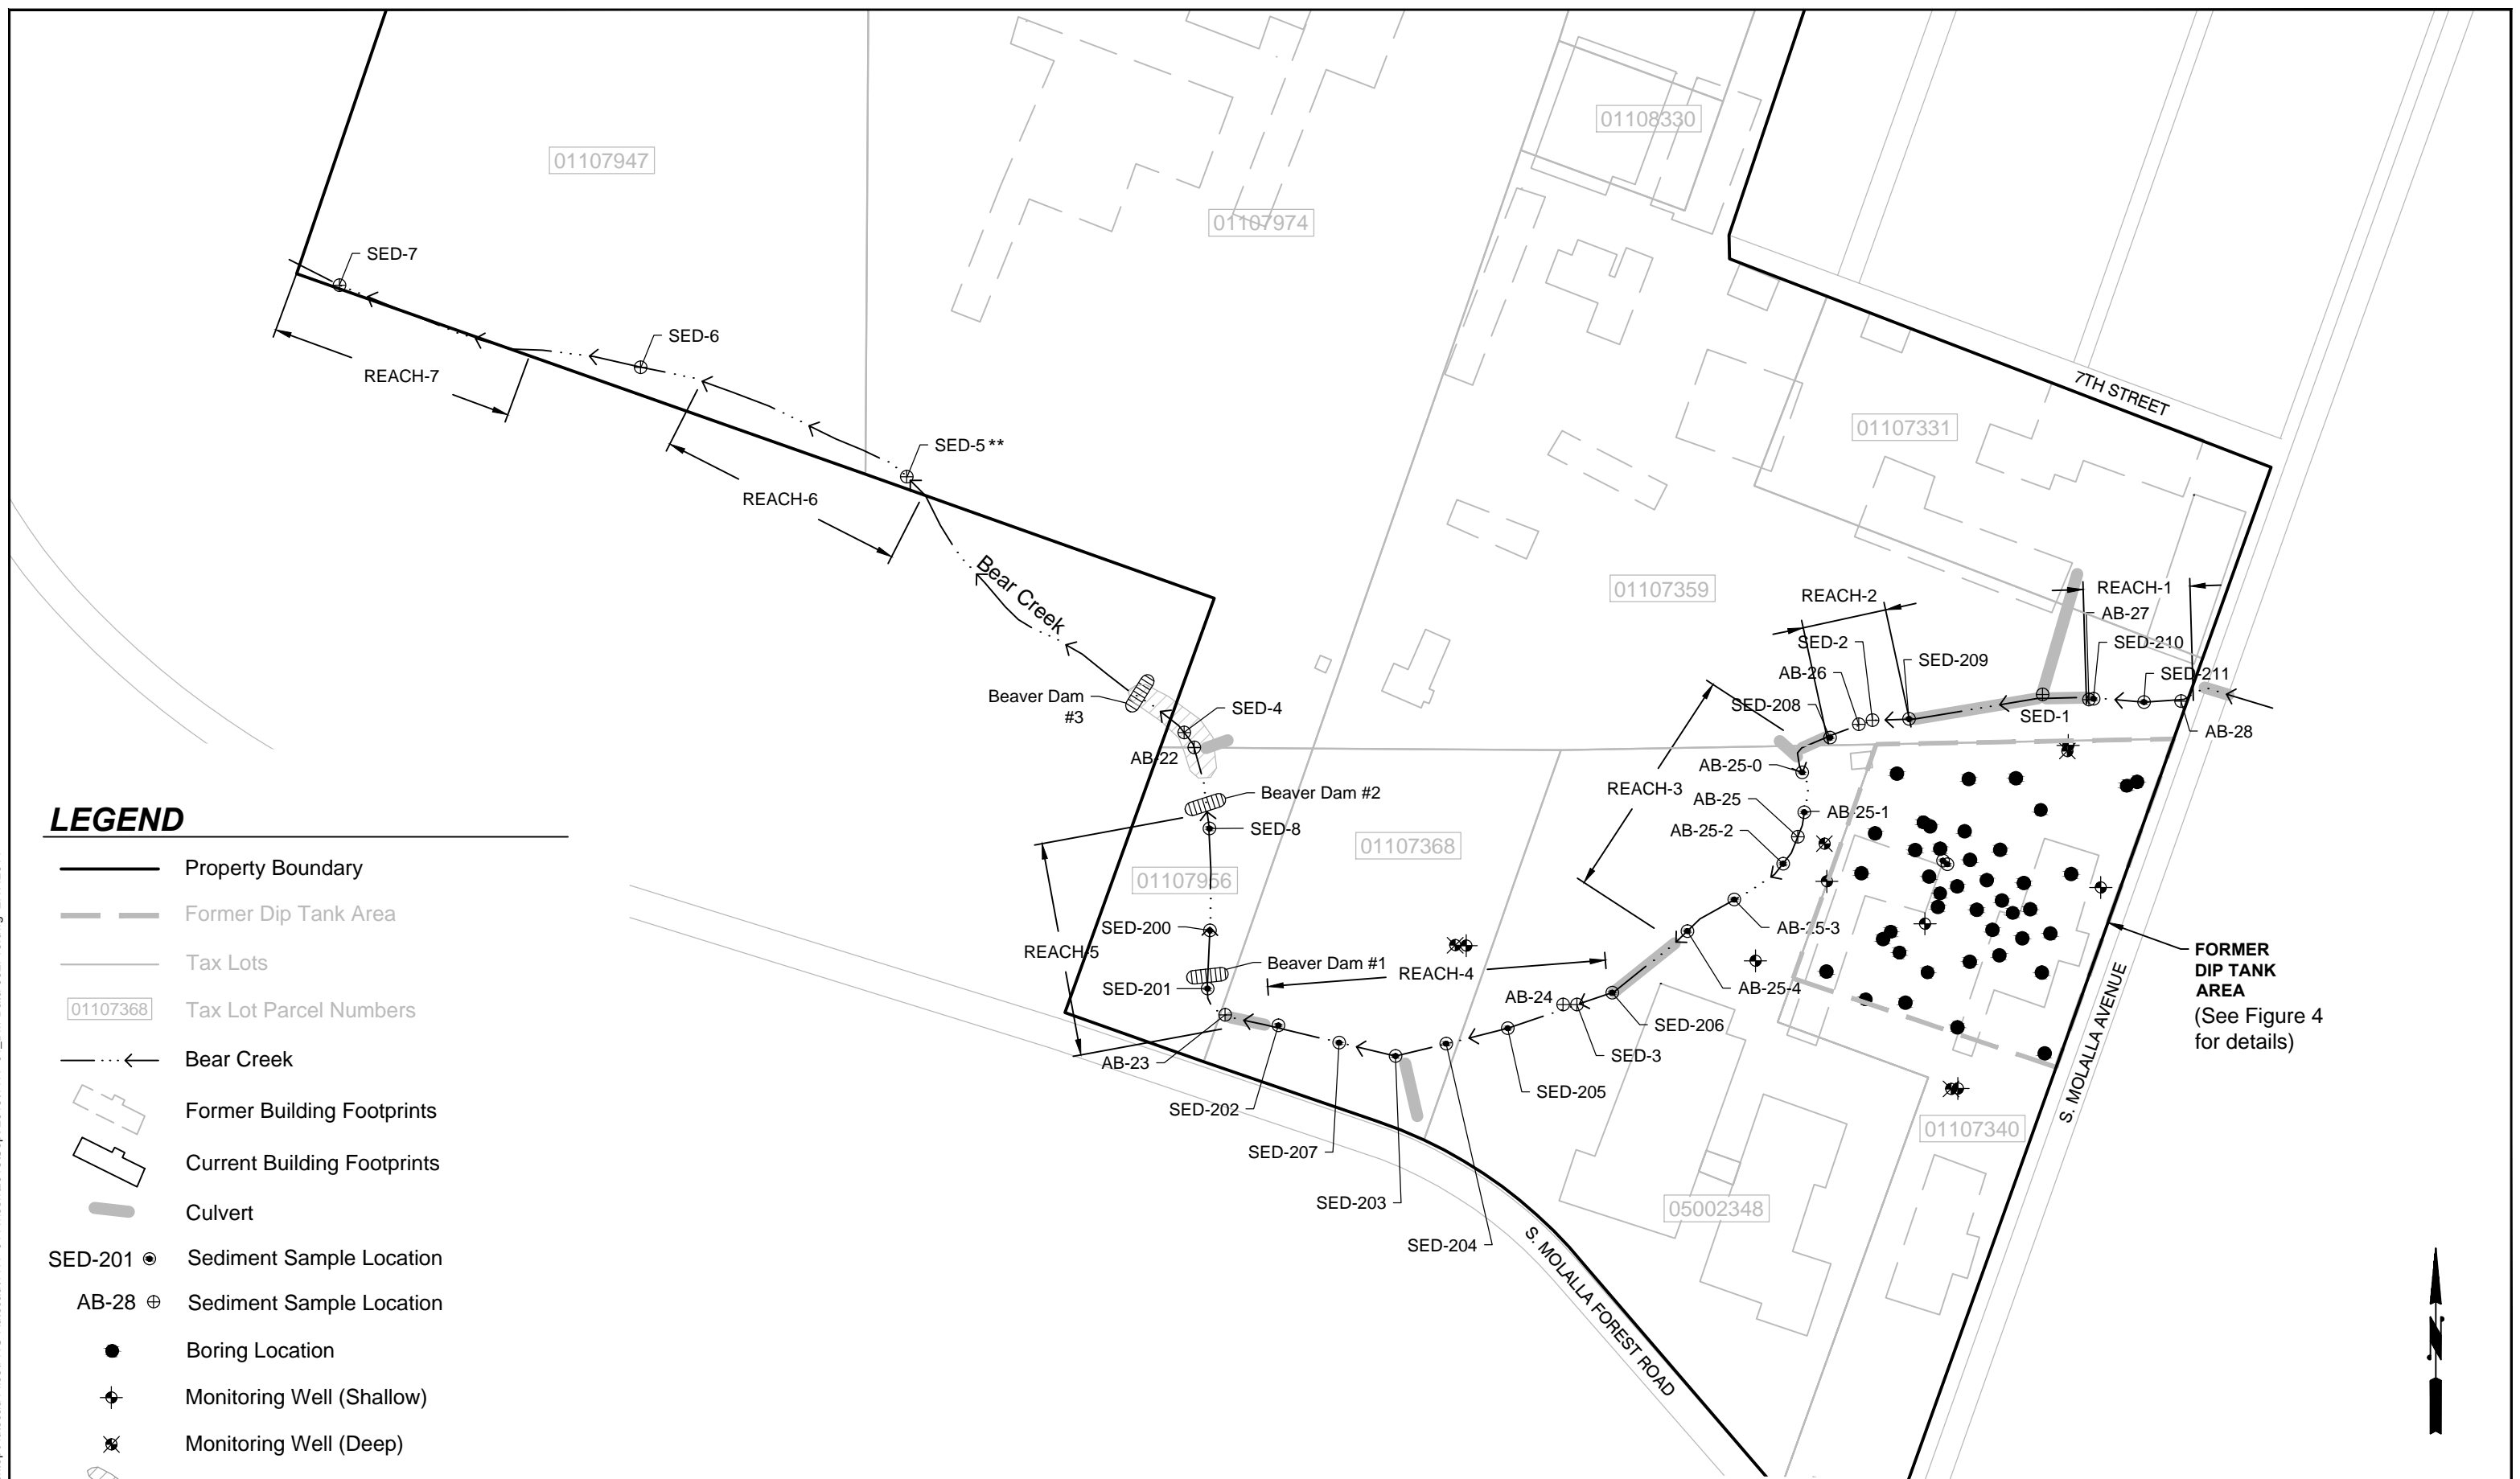 01108330
01107947
01107974
SED-7
SED-6
REACH-7
7TH STREET
01107331
SED-5**
REACH-6
Bear Creek
01107359
REACH-2
REACH-1
AB-27
SED-2
SED-210
SED-209
AB-26
SED-211
Beaver Dam
#3
SED-4
SED-208
SED-1
AB-28
AB-22
AB-25-0
REACH-3
Beaver Dam #2
AB-25
AB-25-1
SED-8
AB-25-2
01107368
01107956
SED-200
AB-25-3
REACH-5
Beaver Dam #1
REACH-4
FORMER
DIP TANK
AREA
(See Figure 4
for details)
SED-201
AB-24
AB-25-4
SED-206
SED-3
AB-23
SED-205
SED-202
S. MOLALLA AVENUE
01107340
SED-207
SED-203
05002348
SED-204
S. MOLALLA FOREST ROAD
N
LEGEND
Property Boundary
Former Dip Tank Area
Tax Lots
01107368 Tax Lot Parcel Numbers
Bear Creek
Former Building Footprints
Current Building Footprints
Culvert
SED-201 Sediment Sample Location
AB-28 Sediment Sample Location
Boring Location
Monitoring Well (Shallow)
Monitoring Well (Deep)